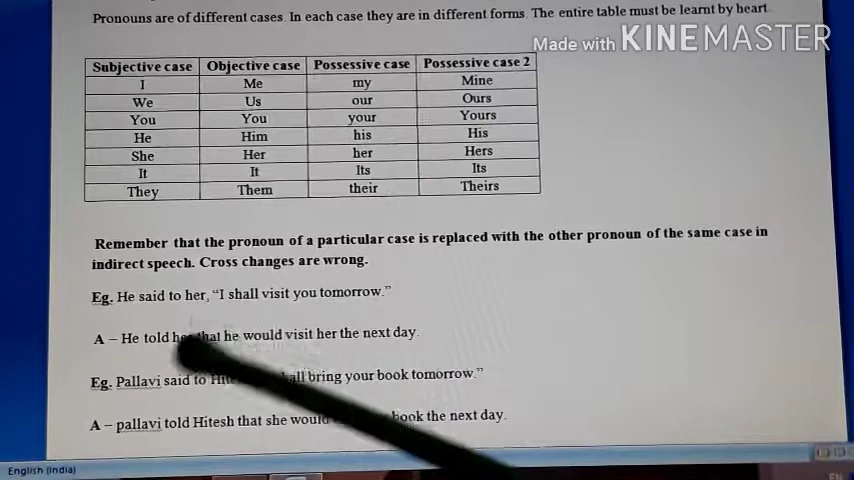 Pronouns are of different cases. In each case they are in different forms. The entire table must be learnt by heart
Made with KINEMASTER
Subjective case Objective case Possessive case Possessive case 2
I Me my Mine
We Us our Ours
You You your Yours
He Him his His
She Her her Hers
It It Its Its
They Them their Theirs
Remember that the pronoun of a particular case is replaced with the other pronoun of the same case in
indirect speech. Cross changes are wrong.
Eg. He said to her, “I shall visit you tomorrow.”
A – He told that he would visit her the next day.
Eg. Pallavi said to bring your book tomorrow.”
A – pallavi told Hitesh that she would book the next day.
English (India)